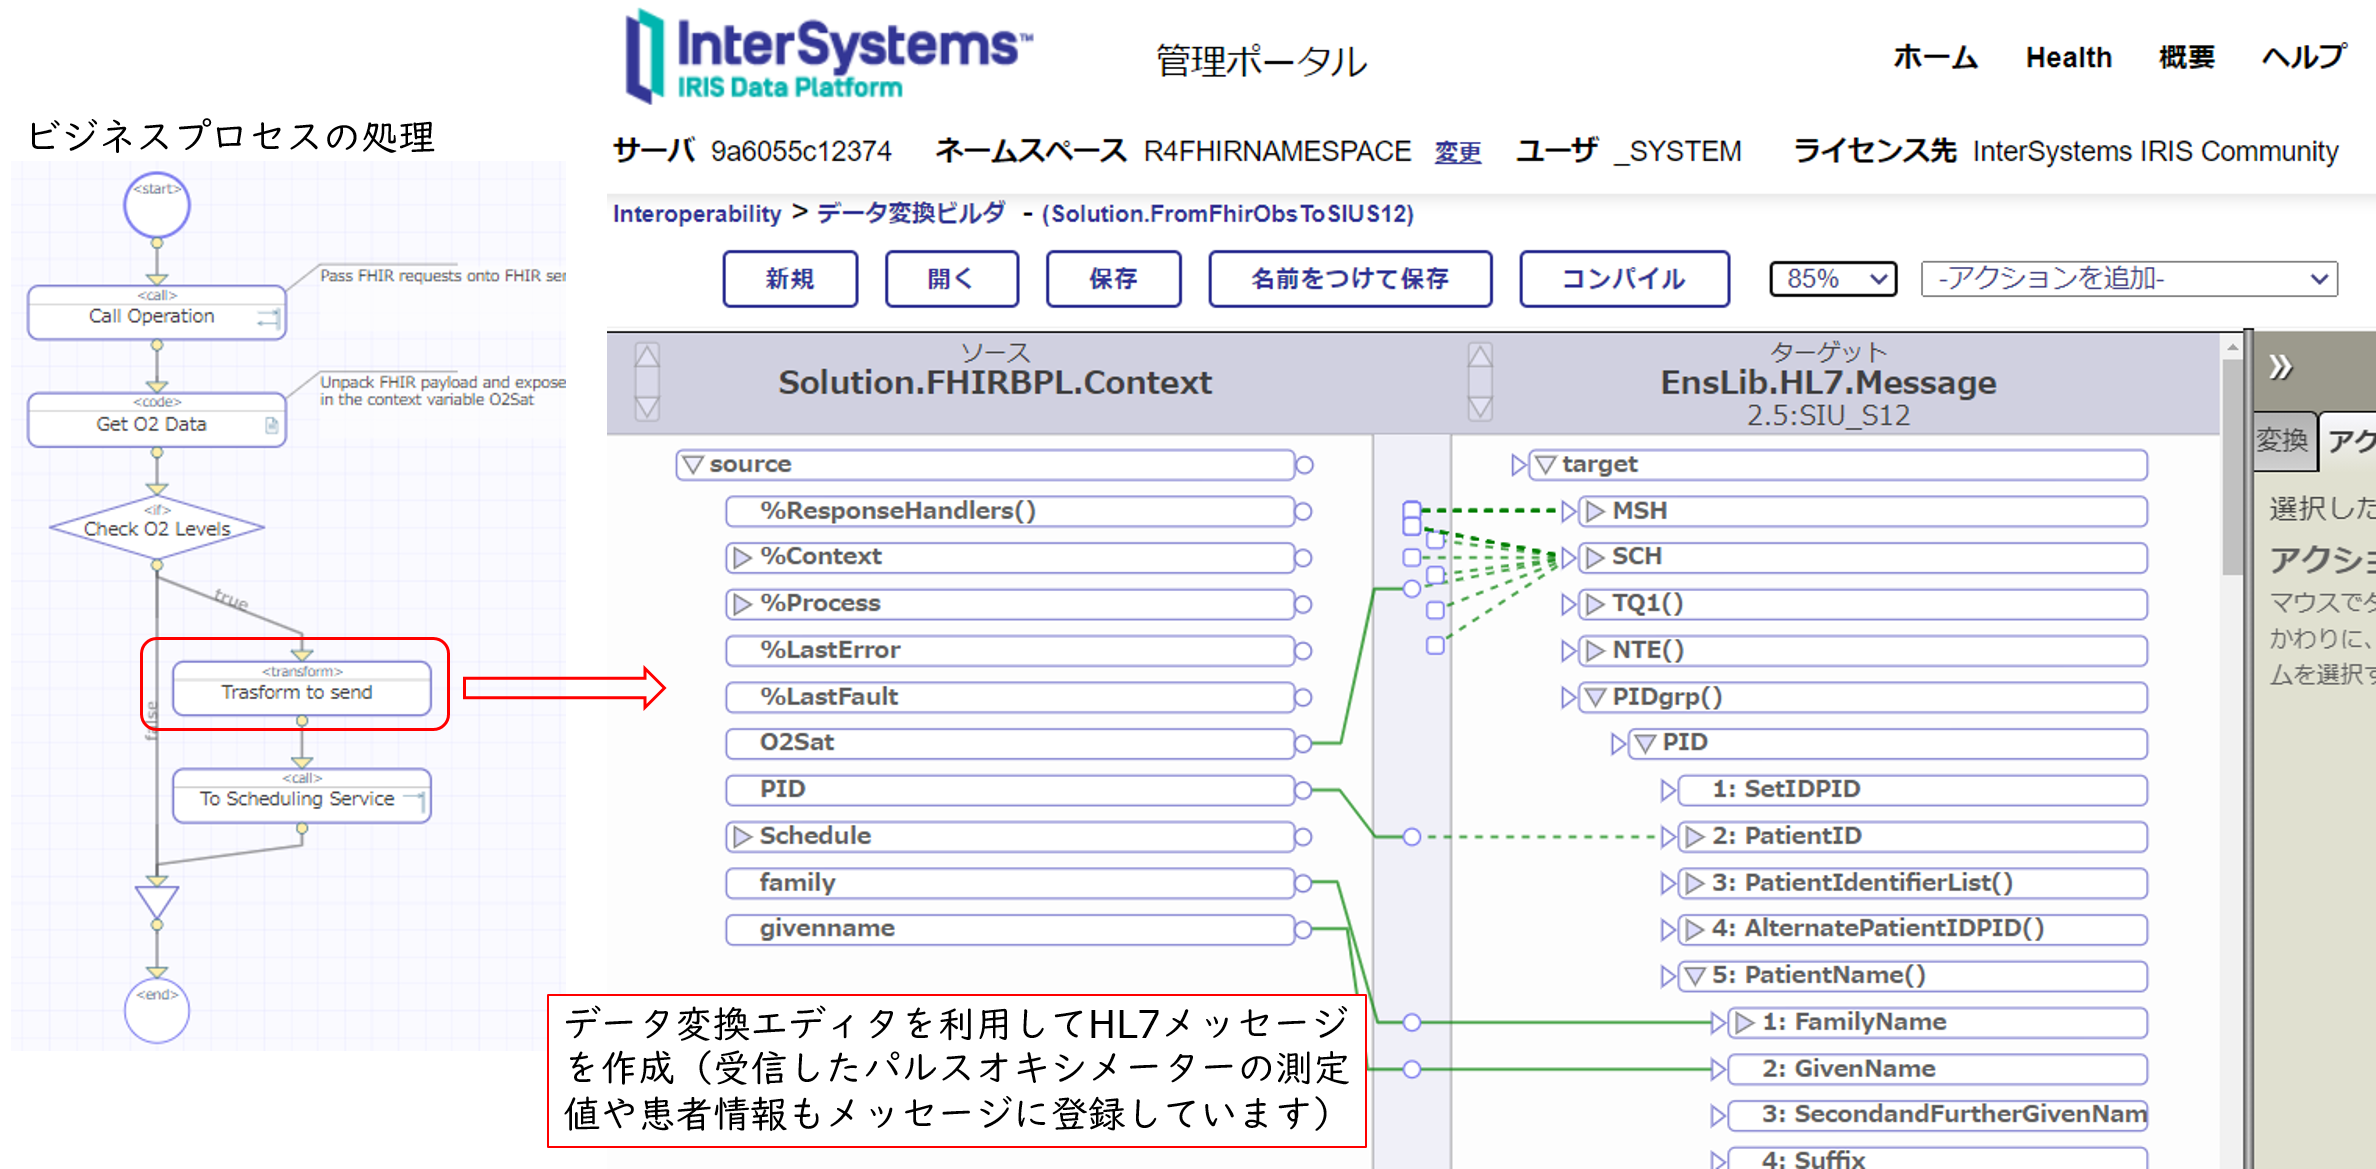 InterSystems™
IRIS Data Platform
管理ポータル
ホーム Health 概要 ヘルプ
サーバ 9a6055c12374 ネームスペース R4FHIRNAMESPACE 変更 ユーザ _SYSTEM ライセンス先 InterSystems IRIS Community
Interoperability > データ変換ビルダ - (Solution.FromFhirObsToSIUS12)
新規 開く 保存 名前をつけて保存 コンパイル 85% -アクションを追加-
ビジネスプロセスの処理
<start>
Pass FHIR requests onto FHIR ser
<call>
Call Operation
Unpack FHIR payload and expose
in the context variable O2Sat
<code>
Get O2 Data
<if>
Check O2 Levels
true
false
<transform>
Trasform to send
<call>
To Scheduling Service
<end>
ソース
Solution.FHIRBPL.Context
source
%ResponseHandlers()
%Context
%Process
%LastError
%LastFault
O2Sat
PID
Schedule
family
givenname
ターゲット
EnsLib.HL7.Message
2.5:SIU_S12
target
MSH
SCH
TQ1()
NTE()
PIDgrp()
PID
1: SetIDPID
2: PatientID
3: PatientIdentifierList()
4: AlternatePatientIDPID()
5: PatientName()
1: FamilyName
2: GivenName
3: SecondandFurtherGivenNam
4: Suffix
»
変換 アク
選択した
アクショ
マウスで
かわりに、
ムを選択
データ変換エディタを利用してHL7メッセージ
を作成（受信したパルスオキシメーターの測定
値や患者情報もメッセージに登録しています）